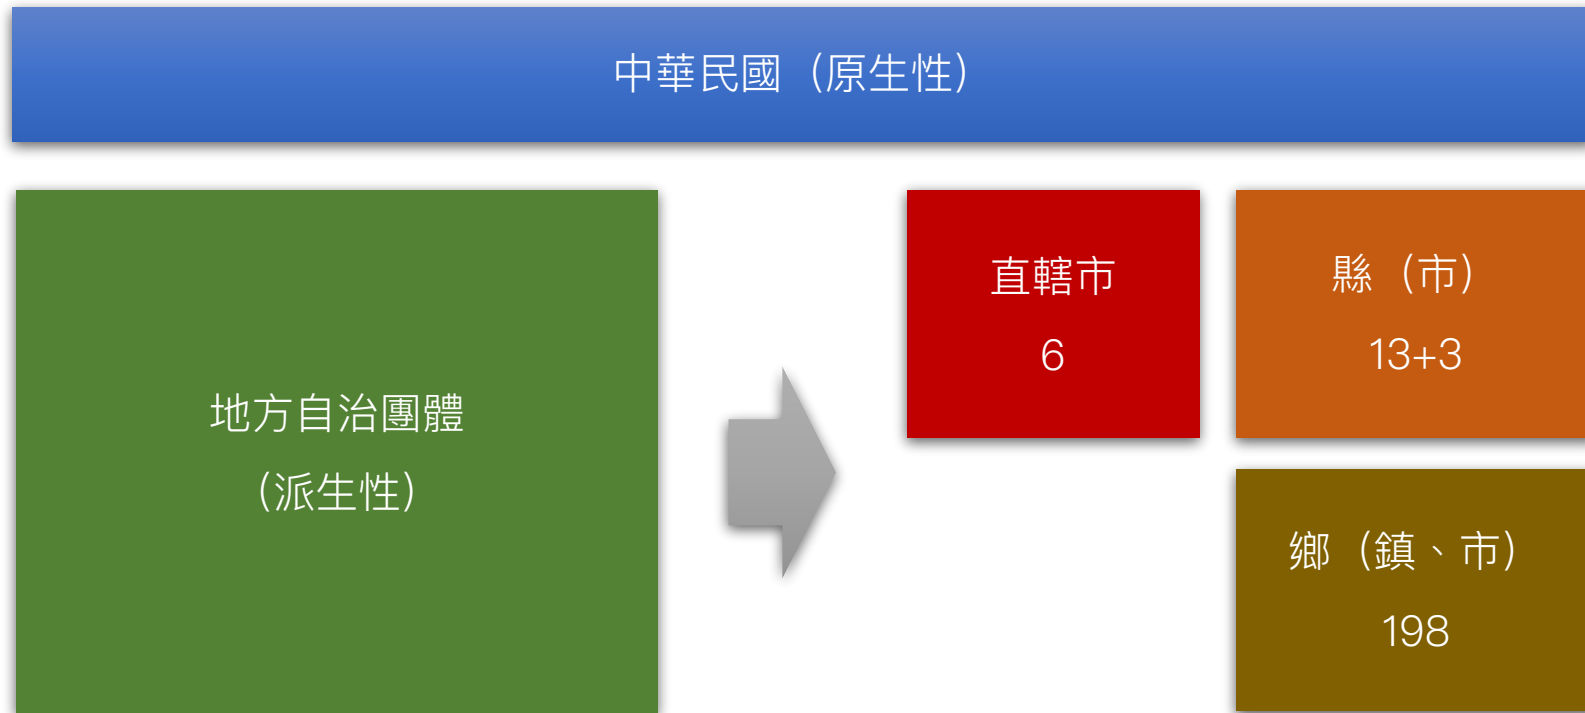 中華民國（原生性）
地方自治團體
（派生性）
直轄市
6
縣（市）
13+3
鄉（鎮、市）
198